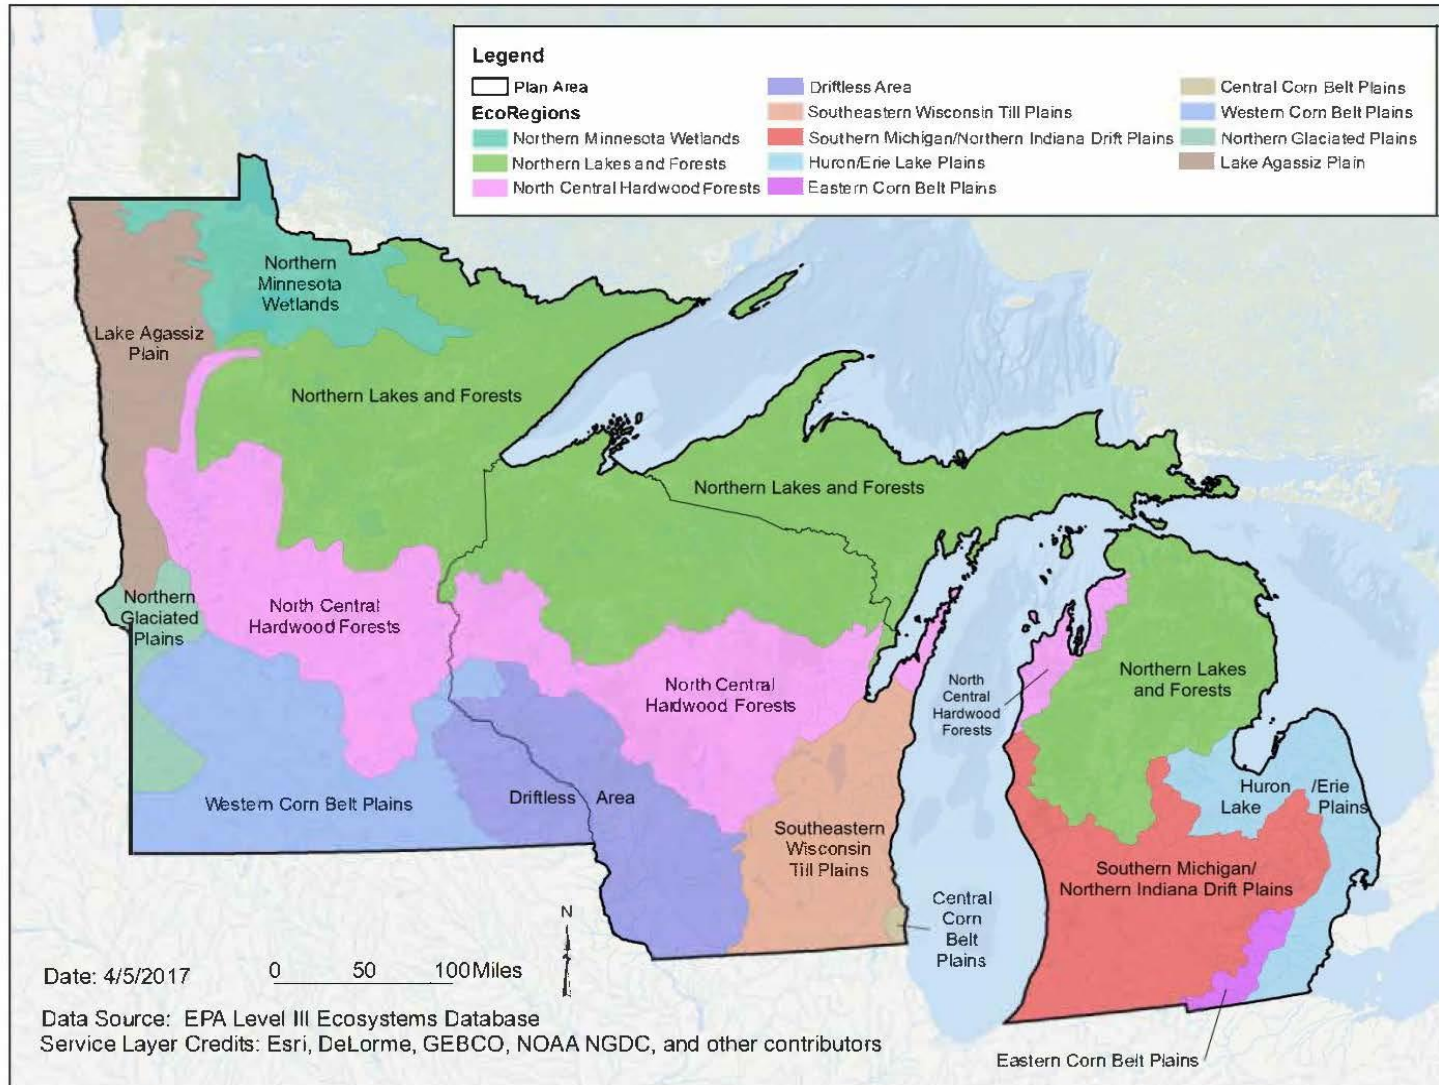 Legend
Plan Area
EcoRegions
Northern Minnesota Wetlands
Northern Lakes and Forests
North Central Hardwood Forests
Driftless Area
Southeastern Wisconsin Till Plains
Southern Michigan/Northern Indiana Drift Plains
Huron/Erie Lake Plains
Eastern Corn Belt Plains
Central Corn Belt Plains
Western Corn Belt Plains
Northern Glaciated Plains
Lake Agassiz Plain
Northern
Minnesota
Wetlands
Lake Agassiz
Plain
Northern Lakes and Forests
Northern Lakes and Forests
Northern
Glaciated
Plains
North Central
Hardwood Forests
North Central
Hardwood Forests
North
Central
Hardwood
Forests
Northern Lakes
and Forests
Western Corn Belt Plains
Driftless Area
Southeastern
Wisconsin
Till Plains
Huron /Erie
Lake Plains
Southern Michigan/
Northern Indiana Drift Plains
Central
Corn
Belt
Plains
Eastern Corn Belt Plains
N
Date: 4/5/2017
0 50 100 Miles
Data Source: EPA Level III Ecosystems Database
Service Layer Credits: Esri, DeLorme, GEBCO, NOAA NGDC, and other contributors